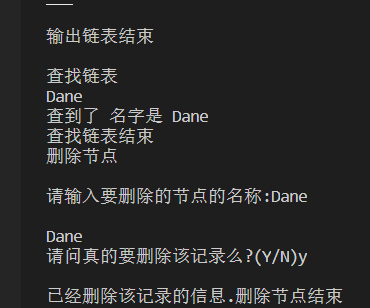 输出链表结束
查找链表
Dane
查到了 名字是 Dane
查找链表结束
删除节点
请输入要删除的节点的名称:Dane
Dane
请问真的要删除该记录么?(Y/N)y
已经删除该记录的信息.删除节点结束